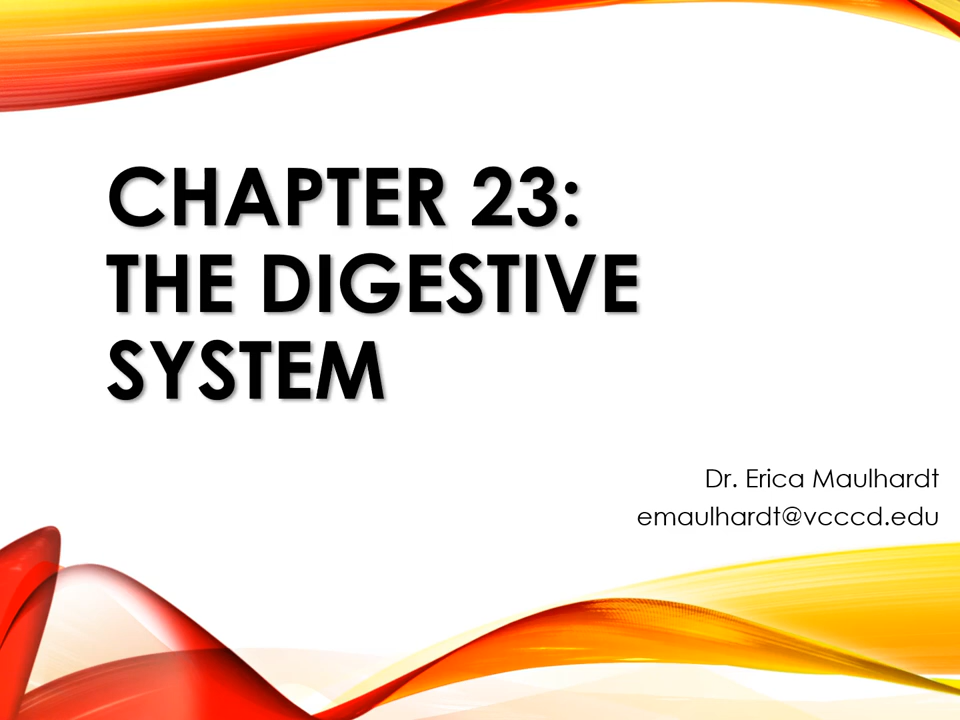 CHAPTER 23:
THE DIGESTIVE
SYSTEM
Dr. Erica Maulhardt
emaulhardt@vcccd.edu